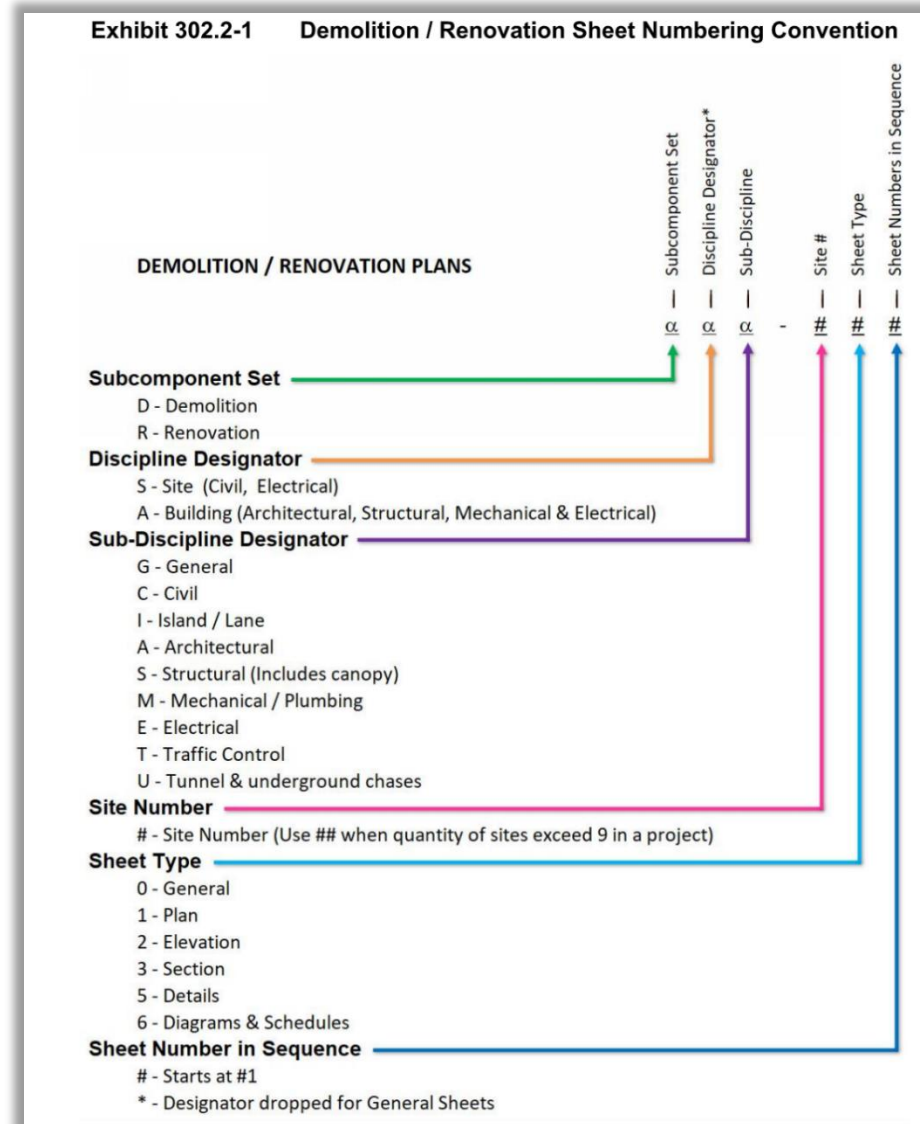 Exhibit 302.2-1 Demolition / Renovation Sheet Numbering Convention
Subcomponent Set
Discipline Designator*
Sub-Discipline
Site #
Sheet Type
Sheet Numbers in Sequence
DEMOLITION / RENOVATION PLANS
α α α - # # #
Subcomponent Set
D - Demolition
R - Renovation
Discipline Designator
S - Site (Civil, Electrical)
A - Building (Architectural, Structural, Mechanical & Electrical)
Sub-Discipline Designator
G - General
C - Civil
I - Island / Lane
A - Architectural
S - Structural (Includes canopy)
M - Mechanical / Plumbing
E - Electrical
T - Traffic Control
U - Tunnel & underground chases
Site Number
# - Site Number (Use ## when quantity of sites exceed 9 in a project)
Sheet Type
0 - General
1 - Plan
2 - Elevation
3 - Section
5 - Details
6 - Diagrams & Schedules
Sheet Number in Sequence
# - Starts at #1
* - Designator dropped for General Sheets